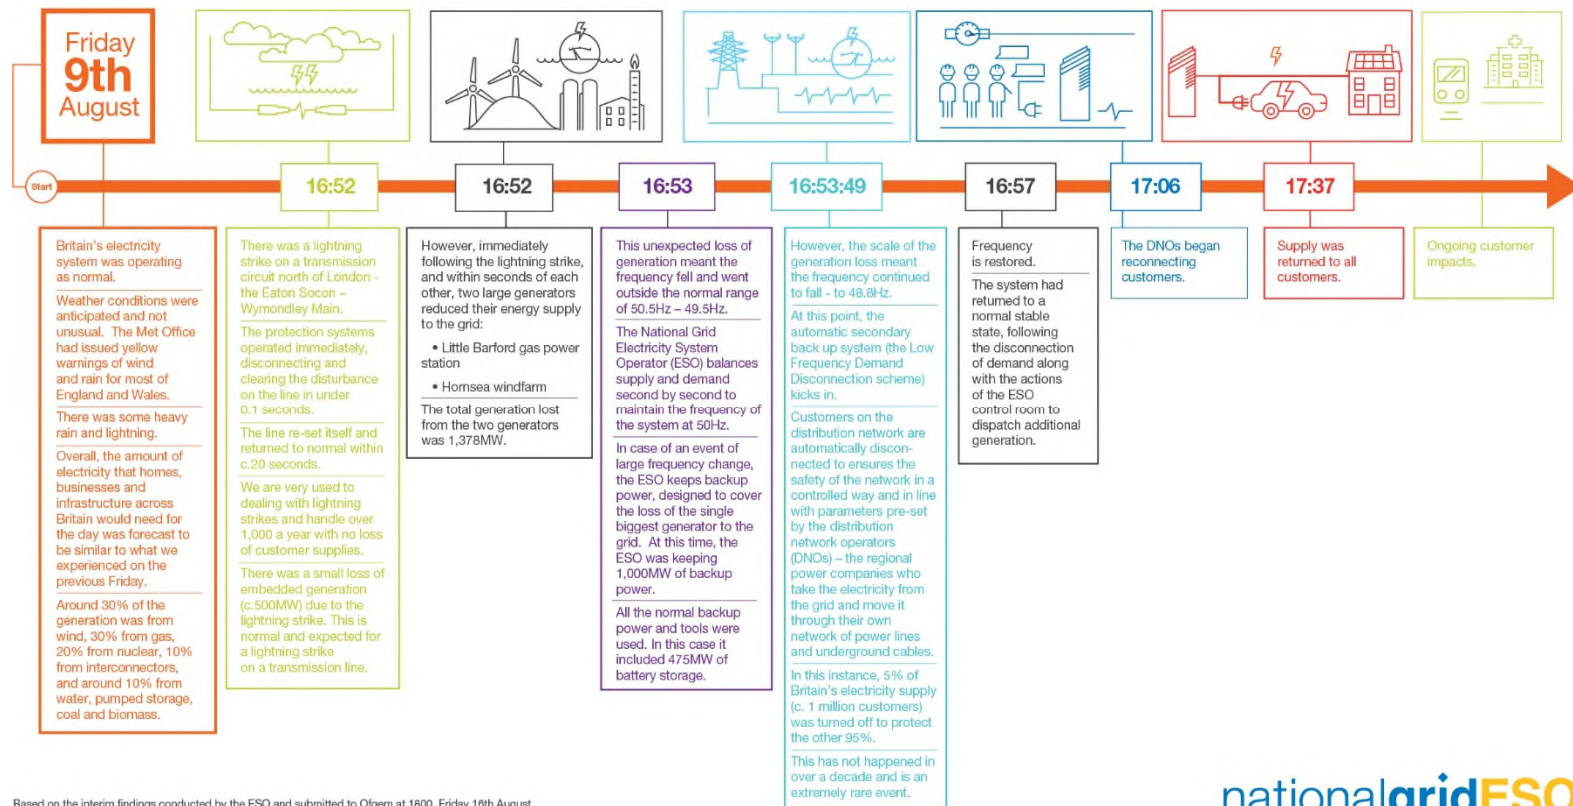 Friday
9th
August
Start
16:52
16:52
16:53
16:53:49
16:57
17:06
17:37
Britain's electricity
system was operating
as normal.
Weather conditions were
anticipated and not
unusual. The Met Office
had issued yellow
warnings of wind
and rain for most of
England and Wales.
There was some heavy
rain and lightning.
Overall, the amount of
electricity that homes,
businesses and
infrastructure across
Britain would need for
the day was forecast to
be similar to what we
experienced on the
previous Friday.
Around 30% of the
generation was from
wind, 30% from gas,
20% from nuclear, 10%
from interconnectors,
and around 10% from
water, pumped storage,
coal and biomass.
There was a lightning
strike on a transmission
circuit north of London -
the Eaton Socon –
Wymondley Main.
The protection systems
operated immediately,
disconnecting and
clearing the disturbance
on the line in under
0.1 seconds.
The line re-set itself and
returned to normal within
c.20 seconds.
We are very used to
dealing with lightning
strikes and handle over
1,000 a year with no loss
of customer supplies.
There was a small loss of
embedded generation
(c.500MW) due to the
lightning strike. This is
normal and expected for
a lightning strike
on a transmission line.
However, immediately
following the lightning strike,
and within seconds of each
other, two large generators
reduced their energy supply
to the grid:
• Little Barford gas power
station
• Hornsea windfarm
The total generation lost
from the two generators
was 1,378MW.
This unexpected loss of
generation meant the
frequency fell and went
outside the normal range
of 50.5Hz – 49.5Hz.
The National Grid
Electricity System
Operator (ESO) balances
supply and demand
second by second to
maintain the frequency of
the system at 50Hz.
In case of an event of
large frequency change,
the ESO keeps backup
power, designed to cover
the loss of the single
biggest generator to the
grid. At this time, the
ESO was keeping
1,000MW of backup
power.
All the normal backup
power and tools were
used. In this case it
included 475MW of
battery storage.
However, the scale of the
generation loss meant
the frequency continued
to fall - to 48.8Hz.
At this point, the
automatic secondary
back up system (the Low
Frequency Demand
Disconnection scheme)
kicks in.
Customers on the
distribution network are
automatically discon-
nected to ensures the
safety of the network in a
controlled way and in line
with parameters pre-set
by the distribution
network operators
(DNOs) – the regional
power companies who
take the electricity from
the grid and move it
through their own
network of power lines
and underground cables.
In this instance, 5% of
Britain's electricity supply
(c. 1 million customers)
was turned off to protect
the other 95%.
This has not happened in
over a decade and is an
extremely rare event.
Frequency
is restored.
The system had
returned to a
normal stable
state, following
the disconnection
of demand along
with the actions
of the ESO
control room to
dispatch additional
generation.
The DNOs began
reconnecting
customers.
Supply was
returned to all
customers.
Ongoing customer
impacts.
Based on the interim findings conducted by the ESO and submitted to Ofgem at 1800, Friday 16th August
nationalgridESO